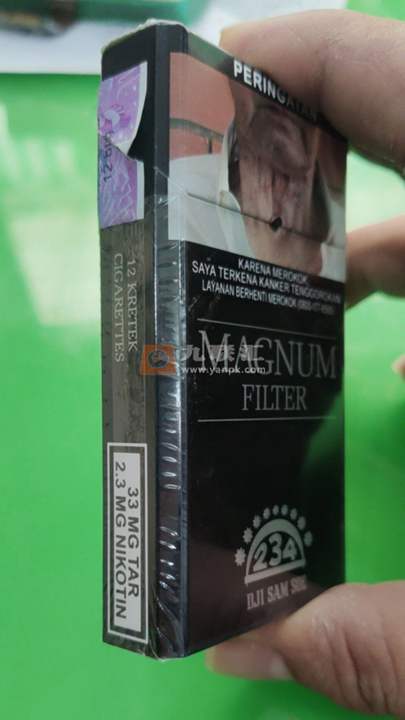 PERINGATAN
KARENA MEROKOK
SAYA TERKENA KANKER TENGGOROKAN
LAYANAN BERHENTI MEROKOK
MAGNUM
FILTER
234
DJI SAM SOE
12 KRETEK
CIGARETTES
33 MG TAR
2.3 MG NIKOTIN
www.yanpk.com